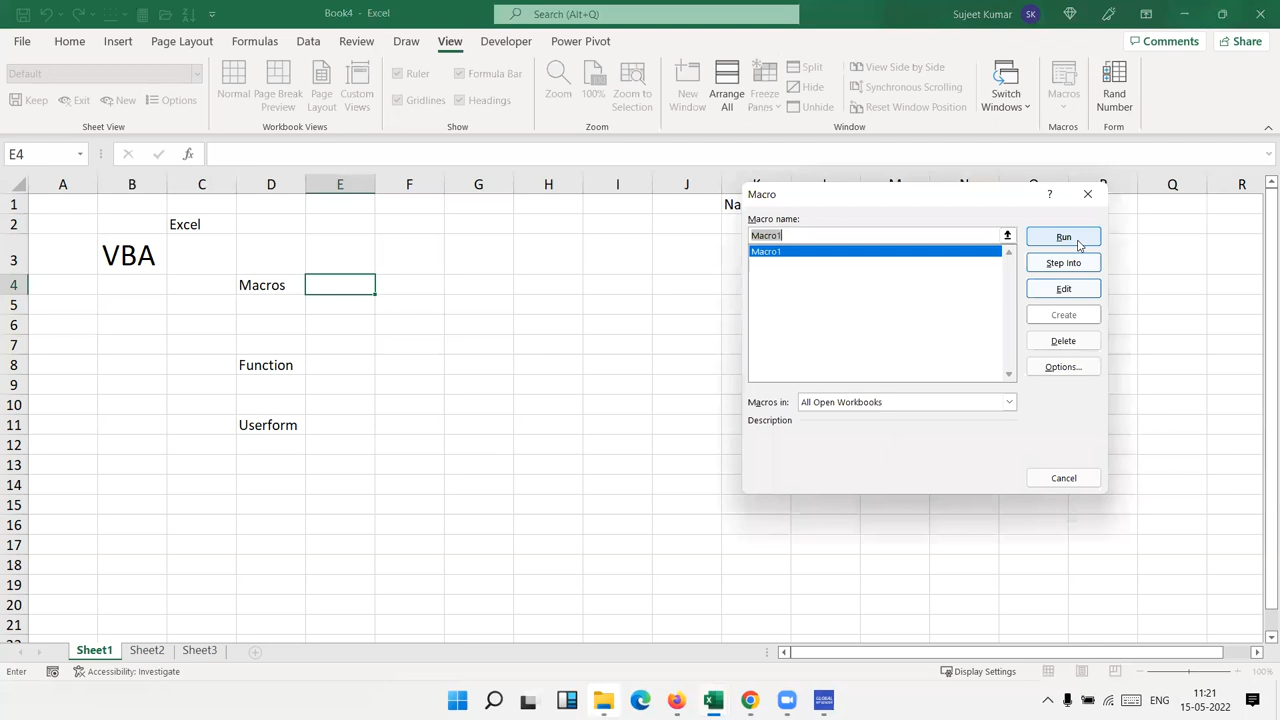 Book4 - Excel
Search (Alt+Q)
Sujeet Kumar SK
File Home Insert Page Layout Formulas Data Review Draw View Developer Power Pivot
Comments Share
Default
Keep Exit New Options
Sheet View
Normal Page Break Preview Page Layout Custom Views
Workbook Views
Ruler Formula Bar
Gridlines Headings
Show
Zoom 100% Zoom to Selection
Zoom
New Window Arrange All Freeze Panes
Split
Hide
Unhide
View Side by Side
Synchronous Scrolling
Reset Window Position
Switch Windows
Window
Macros
Macros
Rand Number
Form
E4
fx
A B C D E F G H I J K Q R
1 Na
2 Excel
3 VBA
4 Macros
5
6
7
8 Function
9
10
11 Userform
12
13
14
15
16
17
18
19
20
21
Macro
?
Macro name:
Macro1
Macro1
Run
Step Into
Edit
Create
Delete
Options...
Macros in: All Open Workbooks
Description
Cancel
Sheet1 Sheet2 Sheet3
Enter Accessibility: Investigate
Display Settings
100%
GLOBAL
ENG
11:21
15-05-2022